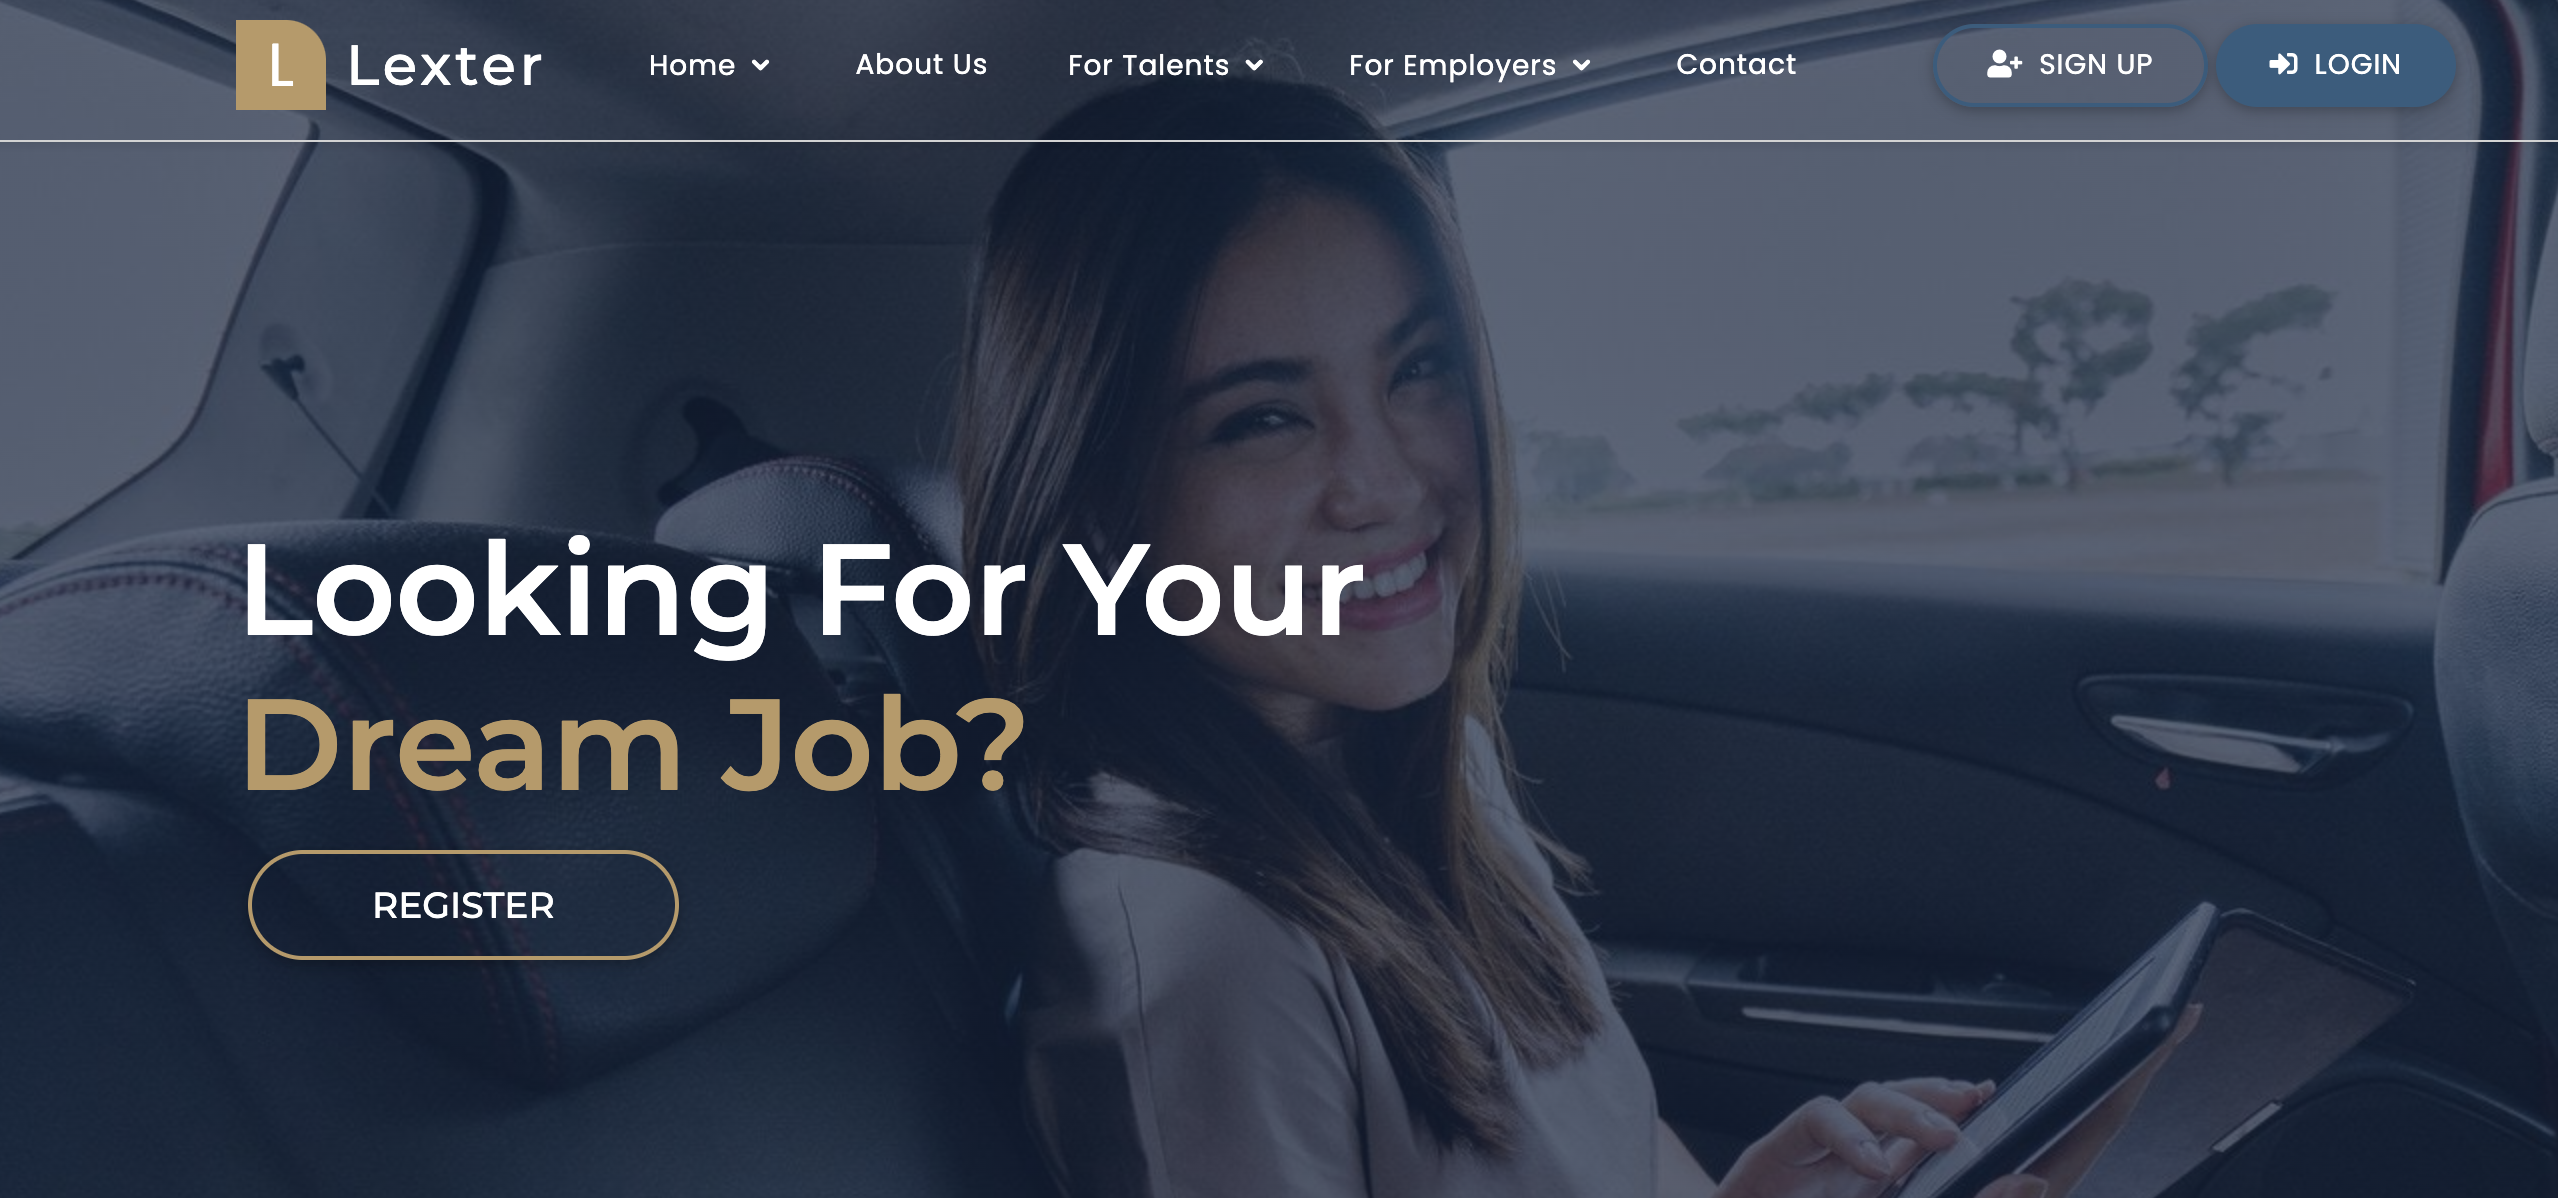 L Lexter Home About Us For Talents For Employers Contact SIGN UP LOGIN
Looking For Your
Dream Job?
REGISTER